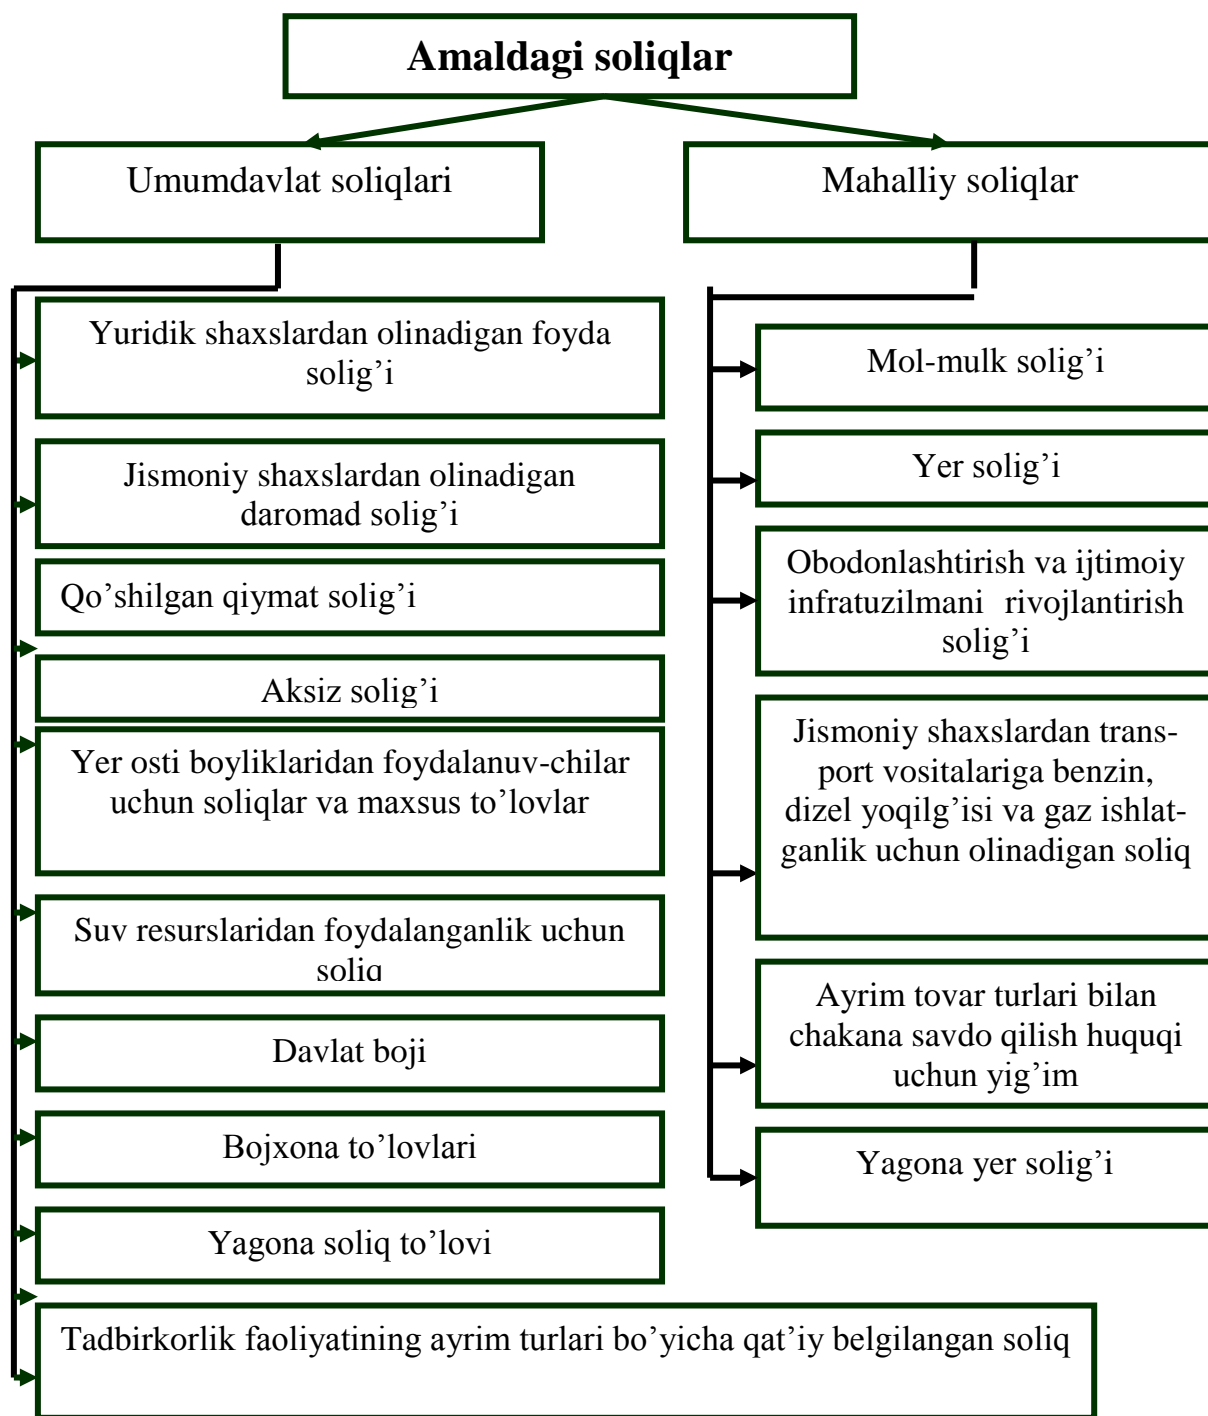 Amaldagi soliqlar
Umumdavlat soliqlari
Mahalliy soliqlar
Yuridik shaxslardan olinadigan foyda
solig’i
Jismoniy shaxslardan olinadigan
daromad solig’i
Qo’shilgan qiymat solig’i
Aksiz solig’i
Yer osti boyliklaridan foydalanuv-chilar
uchun soliqlar va maxsus to’lovlar
Suv resurslaridan foydalanganlik uchun
soliq
Davlat boji
Bojxona to’lovlari
Yagona soliq to’lovi
Tadbirkorlik faoliyatining ayrim turlari bo’yicha qat’iy belgilangan soliq
Mol-mulk solig’i
Yer solig’i
Obodonlashtirish va ijtimoiy
infratuzilmani rivojlantirish
solig’i
Jismoniy shaxslardan trans-
port vositalariga benzin,
dizel yoqilg’isi va gaz ishlat-
ganlik uchun olinadigan soliq
Ayrim tovar turlari bilan
chakana savdo qilish huquqi
uchun yig’im
Yagona yer solig’i